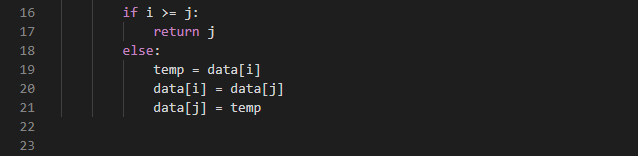 16 if i >= j:
17 return j
18 else:
19 temp = data[i]
20 data[i] = data[j]
21 data[j] = temp
22
23